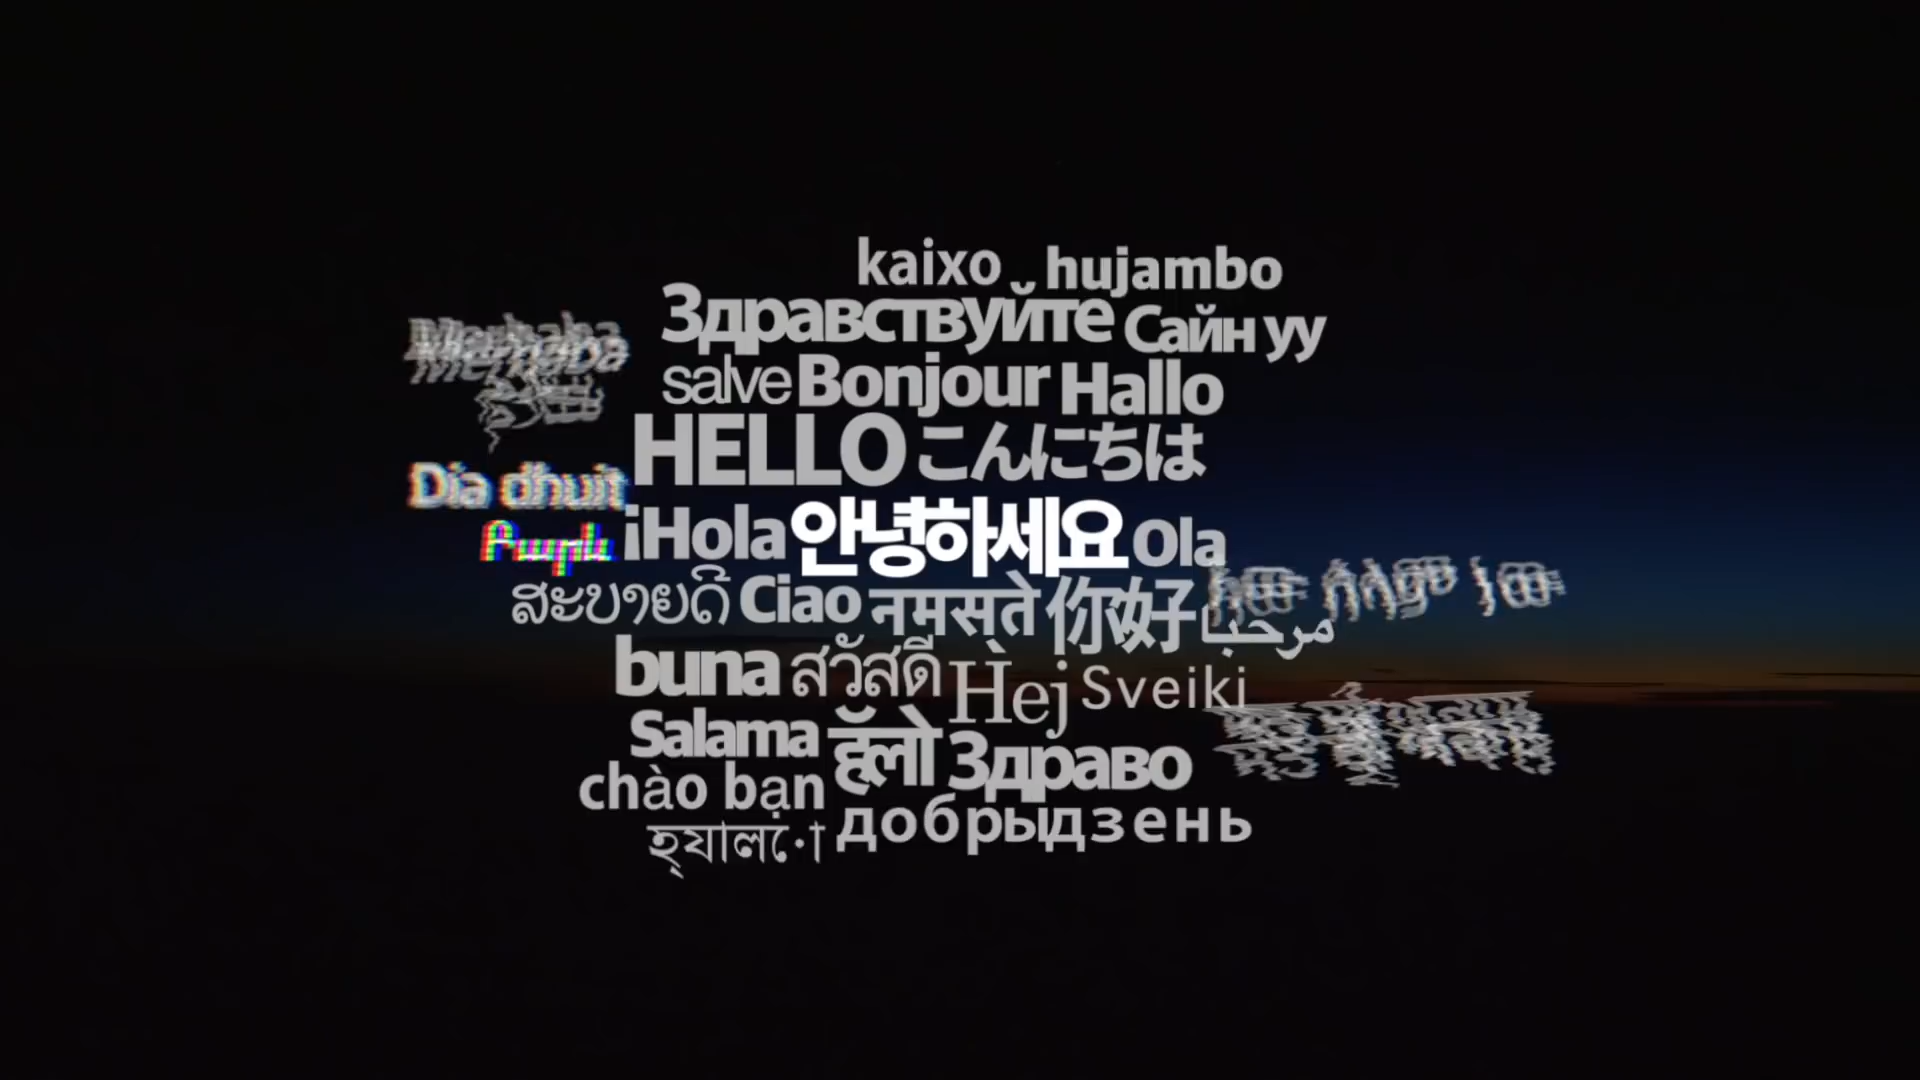 kaixo hujambo
Здравствуйте Сайн уу
salve Bonjour Hallo
HELLO こんにちは
Dia dhuit
iHola 안녕하세요 Ola
ສະບາຍດີ Ciao नमस्ते 你好 مرحبا
buna สวัสดี Hej Sveiki
Salama हॅलो Здраво
chào bạn
добрыдзень